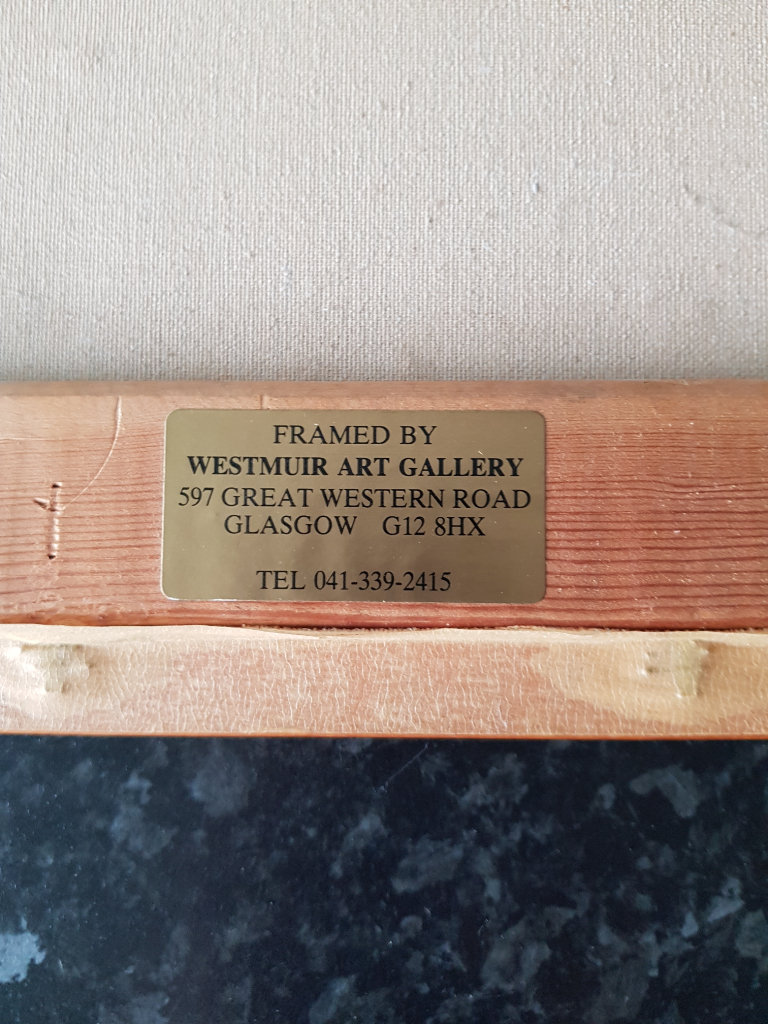 FRAMED BY
WESTMUIR ART GALLERY
597 GREAT WESTERN ROAD
GLASGOW G12 8HX
TEL 041-339-2415